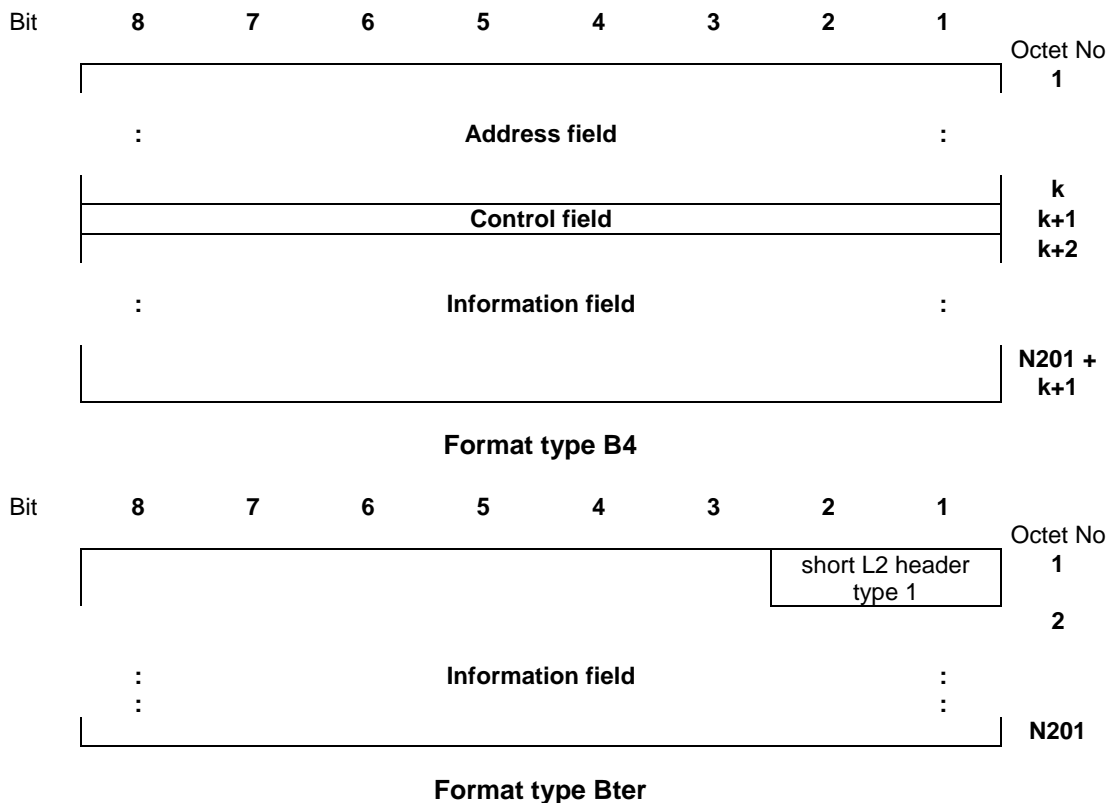 Bit 8 7 6 5 4 3 2 1
Octet No
1
: Address field :
k
Control field k+1
k+2
: Information field :
N201 +
k+1
Format type B4
Bit 8 7 6 5 4 3 2 1
Octet No
short L2 header 1
type 1
2
: Information field :
: :
N201
Format type Bter